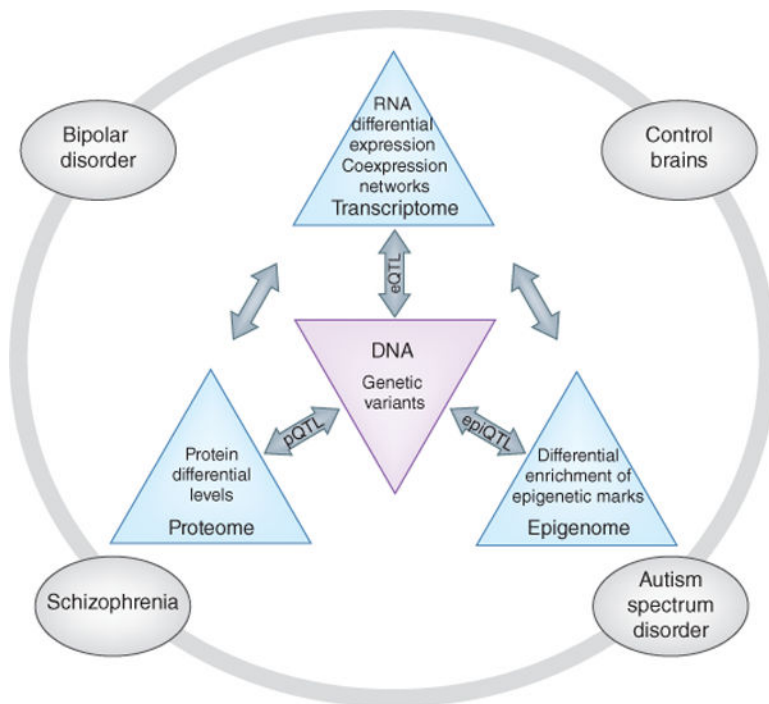 RNA
differential
expression
Coexpression
networks
Transcriptome
Bipolar
disorder
Control
brains
eQTL
DNA
Genetic
variants
pQTL
epiQTL
Protein
differential
levels
Proteome
Differential
enrichment of
epigenetic marks
Epigenome
Schizophrenia
Autism
spectrum
disorder